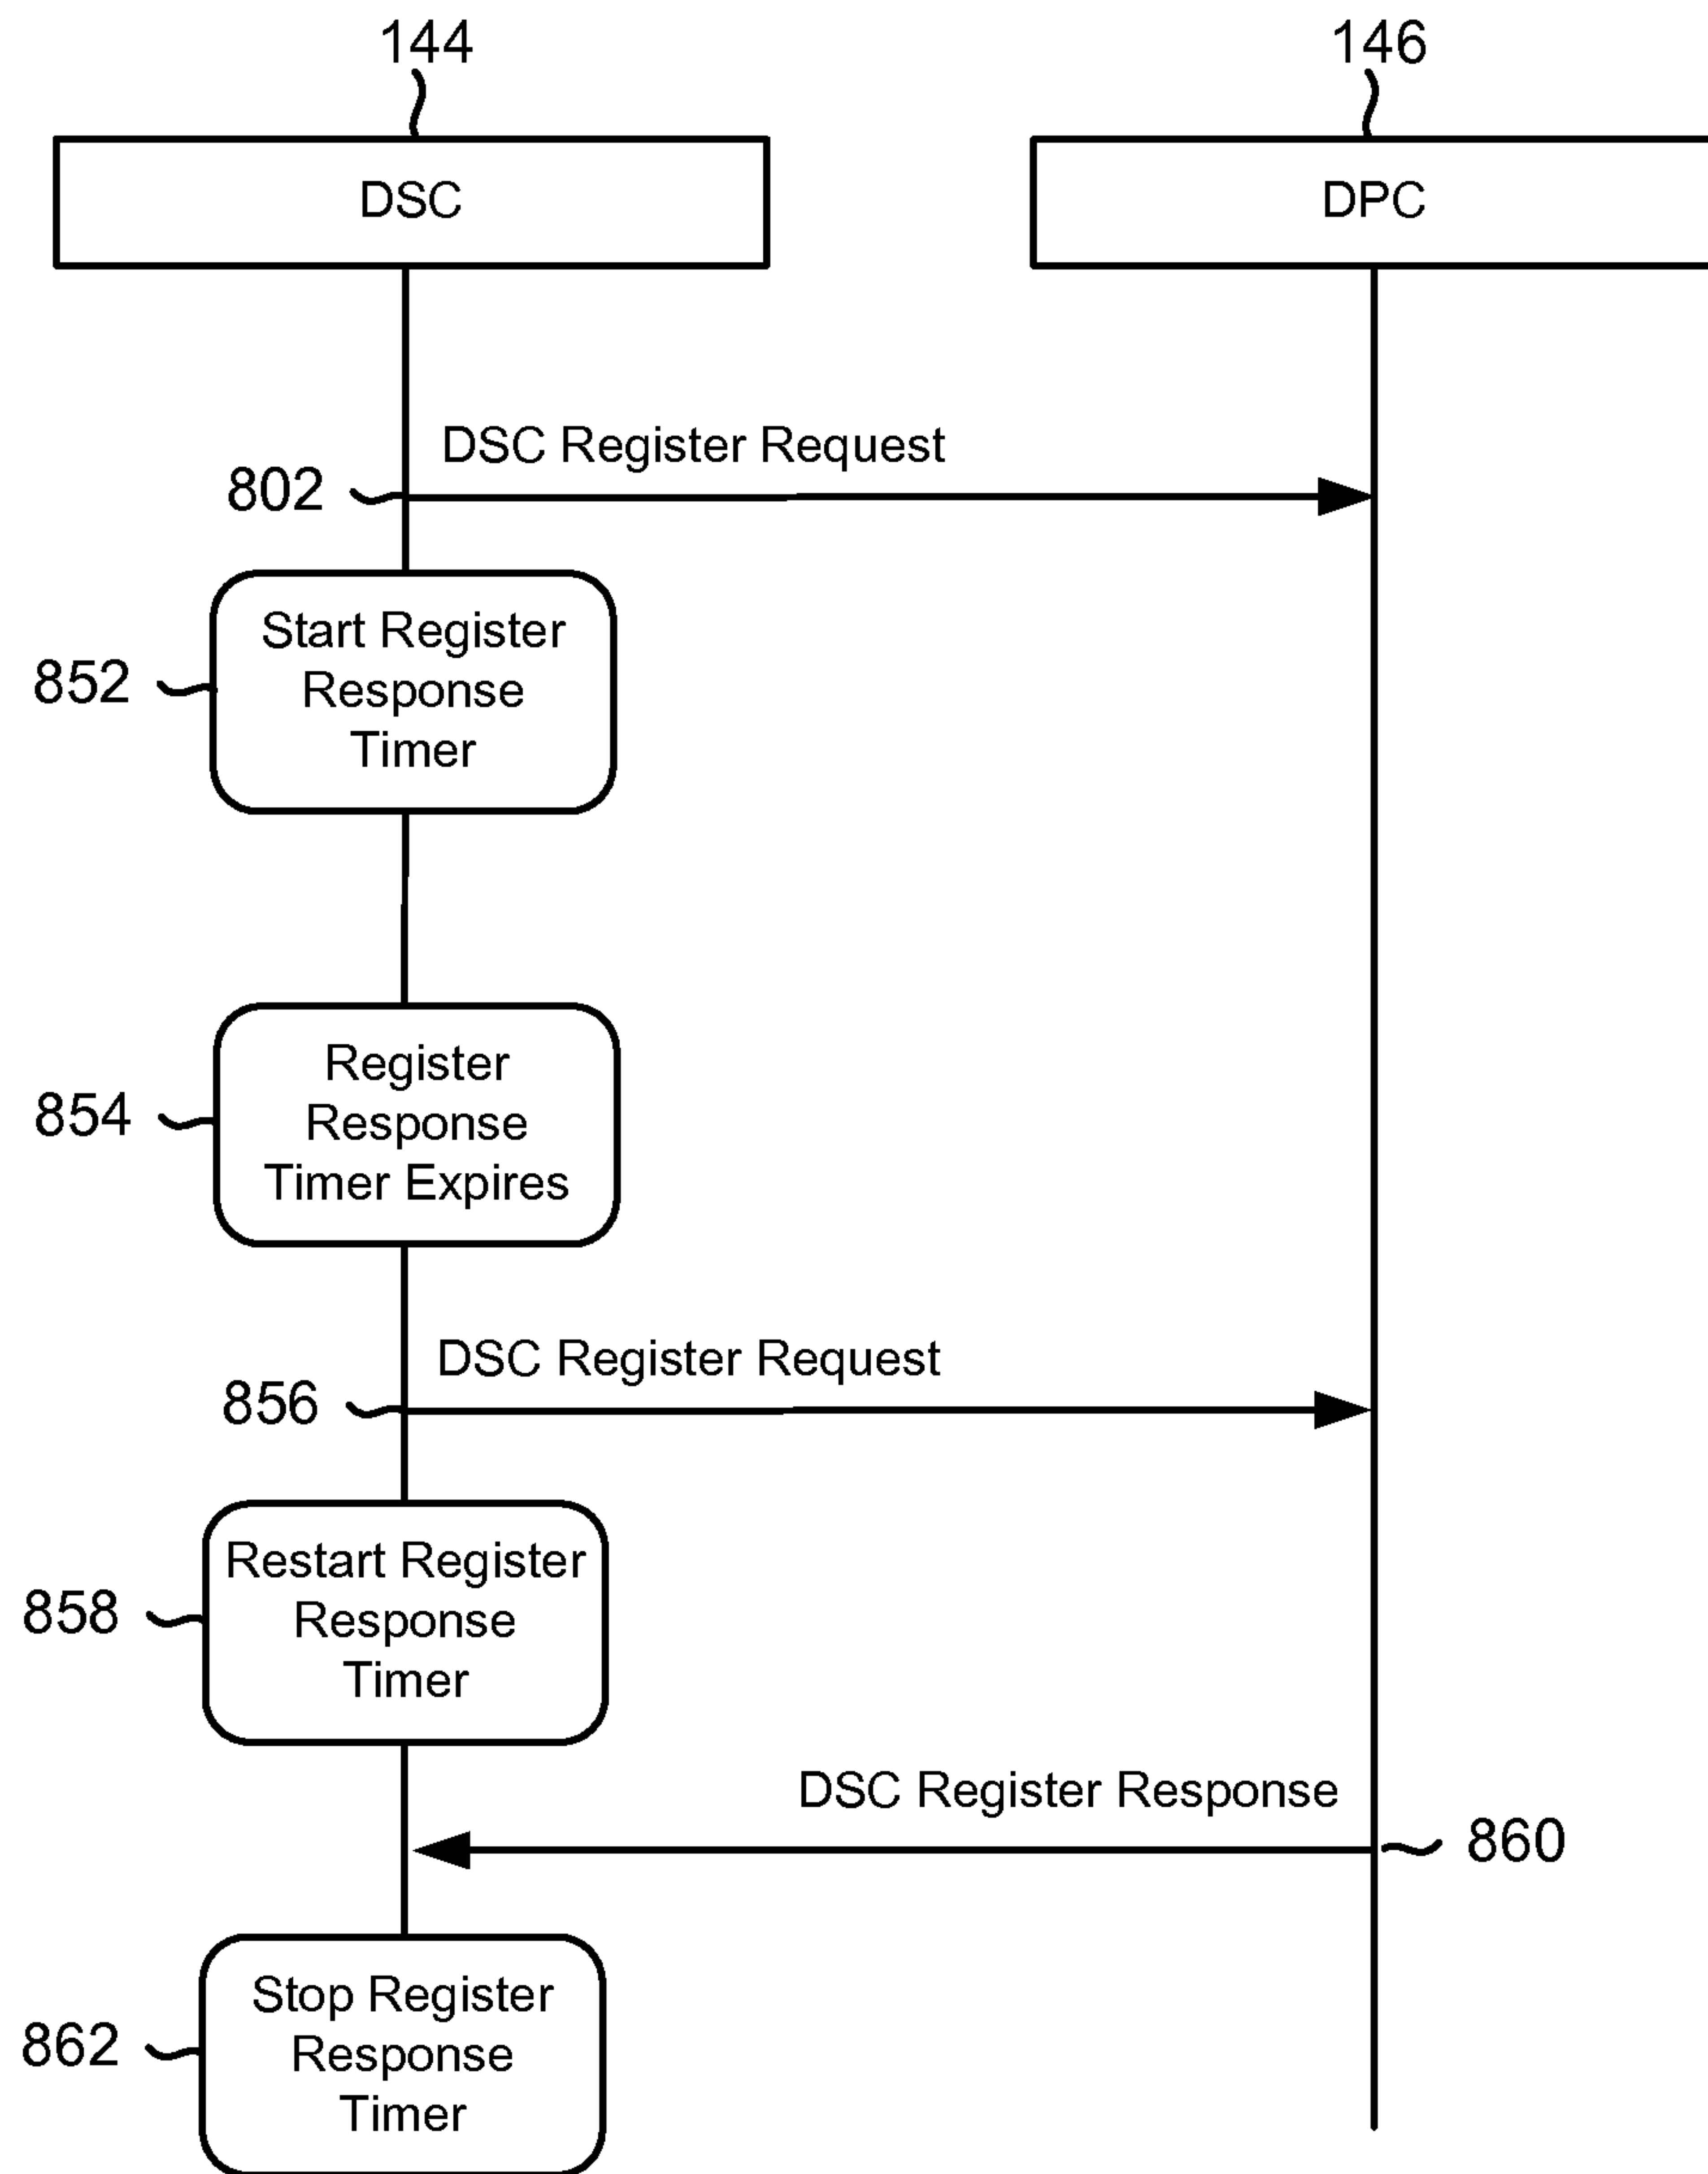 144
146
DSC
DPC
DSC Register Request
802
Start Register
Response
Timer
852
Register
Response
Timer Expires
854
DSC Register Request
856
Restart Register
Response
Timer
858
DSC Register Response
860
Stop Register
Response
Timer
862